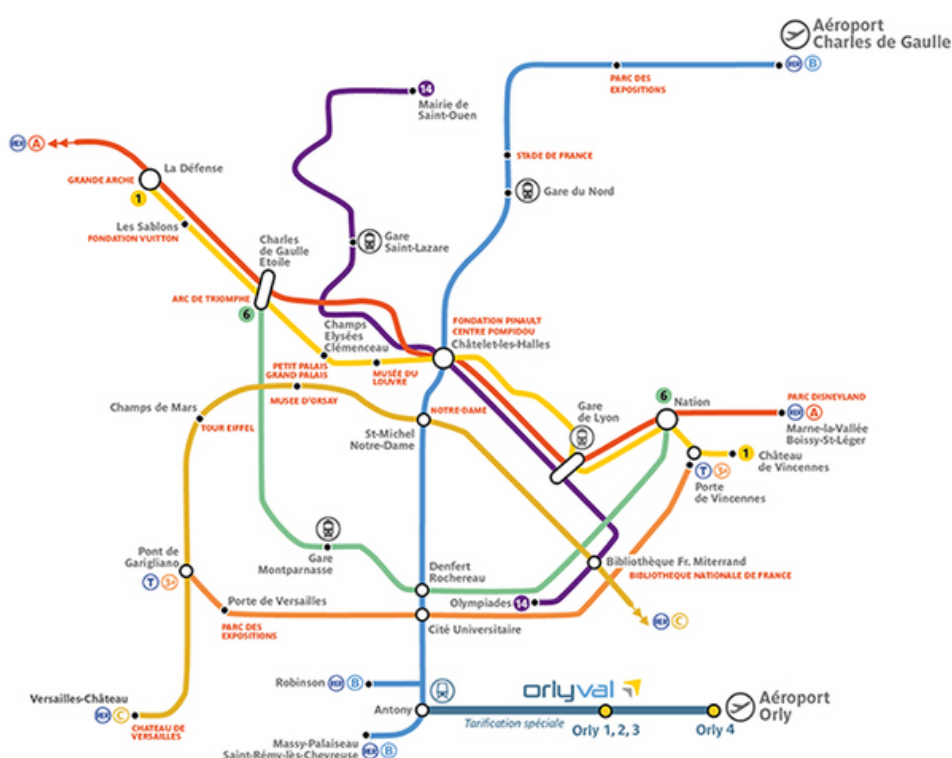 Aéroport
Charles de Gaulle
RER B
PARC DES
EXPOSITIONS
14
Mairie de
Saint-Ouen
RER A
La Défense
GRANDE ARCHE
1
STADE DE FRANCE
Gare du Nord
Les Sablons
FONDATION VUITTON
Gare
Saint-Lazare
Charles
de Gaulle
Etoile
ARC DE TRIOMPHE
6
FONDATION PINAULT
CENTRE POMPIDOU
Châtelet-les-Halles
Champs
Elysées
Clémenceau
PETIT PALAIS
GRAND PALAIS
MUSÉE DU
LOUVRE
MUSEE D'ORSAY
Champs de Mars
TOUR EIFFEL
NOTRE-DAME
St-Michel
Notre-Dame
Gare
de Lyon
6
Nation
PARC DISNEYLAND
RER A
Marne-la-Vallée
Boissy-St-Léger
1
Château
de Vincennes
T 3a
Porte
de Vincennes
Gare
Montparnasse
Pont de
Garigliano
T 3a
Denfert
Rochereau
Bibliothèque Fr. Miterrand
BIBLIOTHEQUE NATIONALE DE FRANCE
Olympiades 14
Porte de Versailles
PARC DES
EXPOSITIONS
Cité Universitaire
RER C
Versailles-Château
RER C
CHATEAU DE
VERSAILLES
Robinson RER B
orlyval
Antony
Tarification spéciale
Orly 1, 2, 3
Orly 4
Aéroport
Orly
Massy-Palaiseau
Saint-Rémy-lès-Chevreuse
RER B